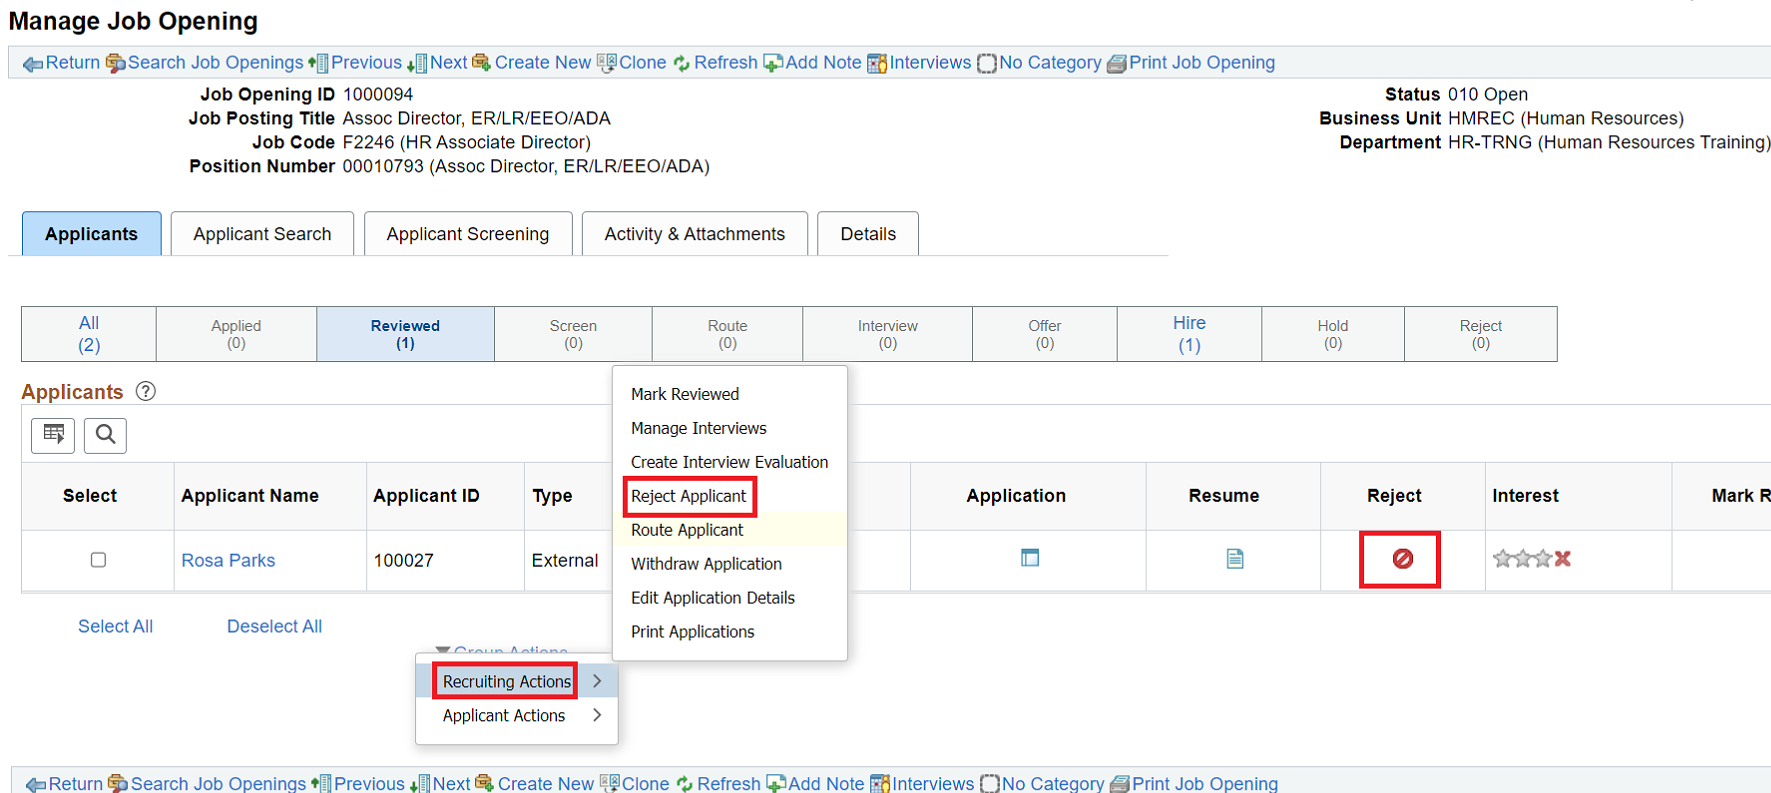 Manage Job Opening
Return Search Job Openings Previous Next Create New Clone Refresh Add Note Interviews No Category Print Job Opening
Job Opening ID 1000094 Status 010 Open
Job Posting Title Assoc Director, ER/LR/EEO/ADA Business Unit HMREC (Human Resources)
Job Code F2246 (HR Associate Director) Department HR-TRNG (Human Resources Training)
Position Number 00010793 (Assoc Director, ER/LR/EEO/ADA)
Applicants Applicant Search Applicant Screening Activity & Attachments Details
All Applied Reviewed Screen Route Interview Offer Hire Hold Reject
(2) (0) (1) (0) (0) (0) (0) (1) (0) (0)
Applicants ?
Mark Reviewed
Manage Interviews
Create Interview Evaluation
Reject Applicant
Route Applicant
Withdraw Application
Edit Application Details
Print Applications
Select Applicant Name Applicant ID Type Application Resume Reject Interest Mark R
Rosa Parks 100027 External
Select All Deselect All
Group Actions
Recruiting Actions
Applicant Actions
Return Search Job Openings Previous Next Create New Clone Refresh Add Note Interviews No Category Print Job Opening